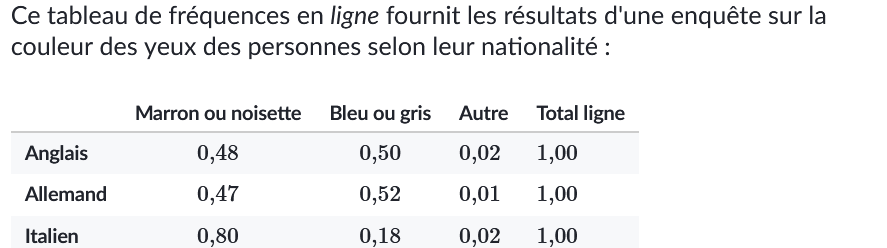 Ce tableau de fréquences en ligne fournit les résultats d'une enquête sur la
couleur des yeux des personnes selon leur nationalité :
Marron ou noisette Bleu ou gris Autre Total ligne
Anglais 0,48 0,50 0,02 1,00
Allemand 0,47 0,52 0,01 1,00
Italien 0,80 0,18 0,02 1,00